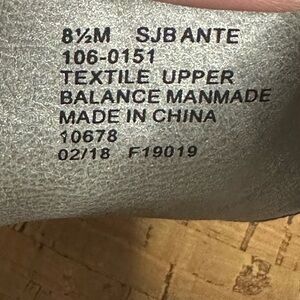 8½M SJBANTE
106-0151
TEXTILE UPPER
BALANCE MANMADE
MADE IN CHINA
10678
02/18 F19019